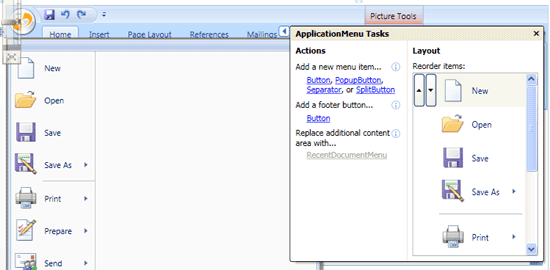 Picture Tools
Home Insert Page Layout References Mailings
New
Open
Save
Save As
Print
Prepare
Send
ApplicationMenu Tasks
Actions
Add a new menu item...
Button, PopupButton,
Separator, or SplitButton
Add a footer button...
Button
Replace additional content
area with...
RecentDocumentMenu
Layout
Reorder items:
New
Open
Save
Save As
Print